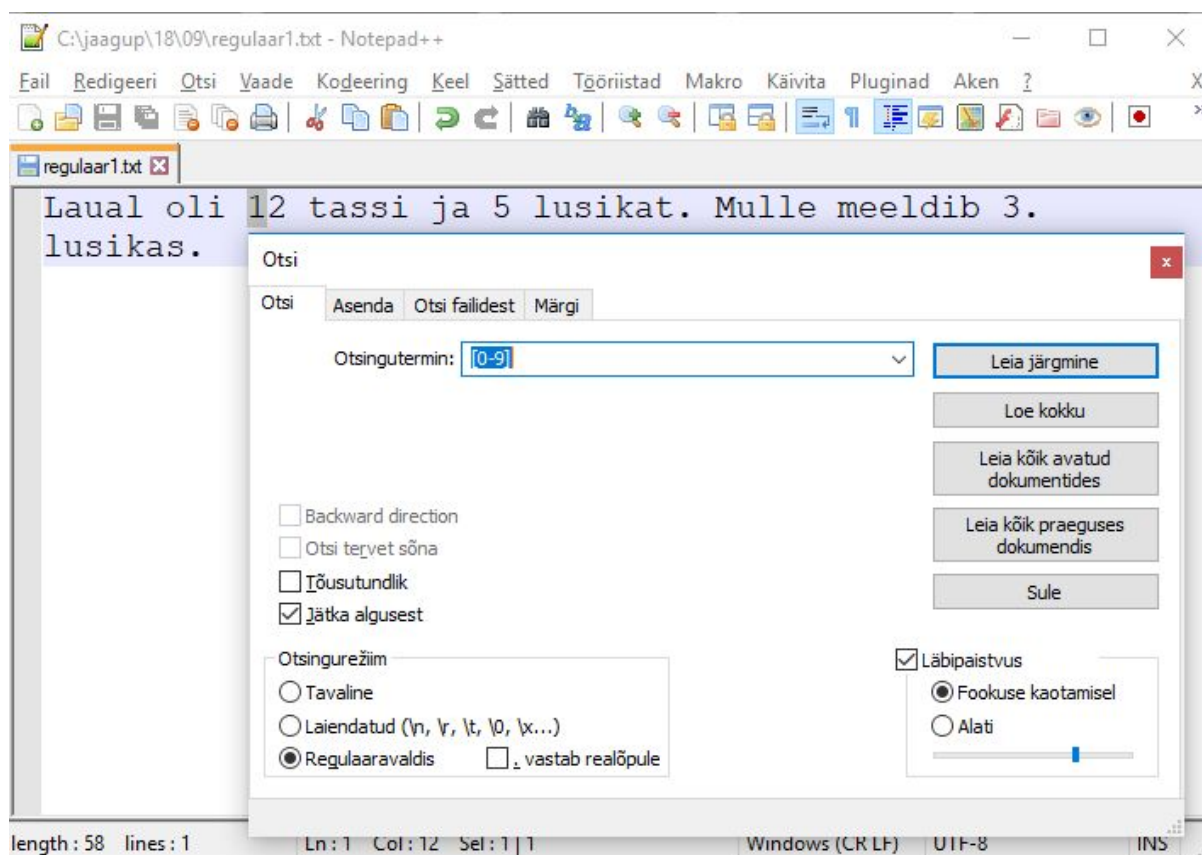 C:\jaagup\18\09\regulaar1.txt - Notepad++
Fail Redigeeri Otsi Vaade Kodeering Keel Sätted Tööriistad Makro Käivita Pluginad Aken ? X
regulaar1.txt
Laual oli 12 tassi ja 5 lusikat. Mulle meeldib 3.
lusikas.
Otsi
Otsi Asenda Otsi failidest Märgi
Otsingutermin: [0-9]
Leia järgmine
Loe kokku
Leia kõik avatud
dokumentides
Leia kõik praeguses
dokumendis
Sule
Backward direction
Otsi tervet sõna
Tõusutundlik
Jätka algusest
Otsingurežiim
Tavaline
Laiendatud (\n, \r, \t, \0, \x...)
Regulaaravaldis . vastab realõpule
Läbipaistvus
Fookuse kaotamisel
Alati
length : 58 lines : 1 Ln : 1 Col : 12 Sel : 1 | 1 Windows (CR LF) UTF-8 INS